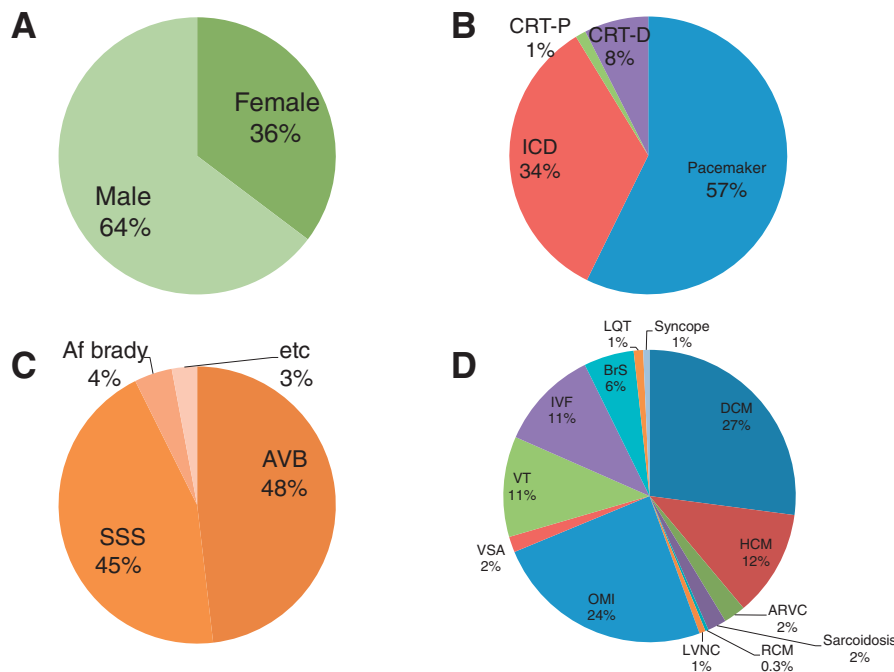 A
Female
36%
Male
64%
B
CRT-P
1%
CRT-D
8%
ICD
34%
Pacemaker
57%
C
Af brady
4%
etc
3%
AVB
48%
SSS
45%
D
LQT
1%
Syncope
1%
BrS
6%
DCM
27%
IVF
11%
VT
11%
HCM
12%
VSA
2%
OMI
24%
ARVC
2%
Sarcoidosis
2%
LVNC
1%
RCM
0.3%